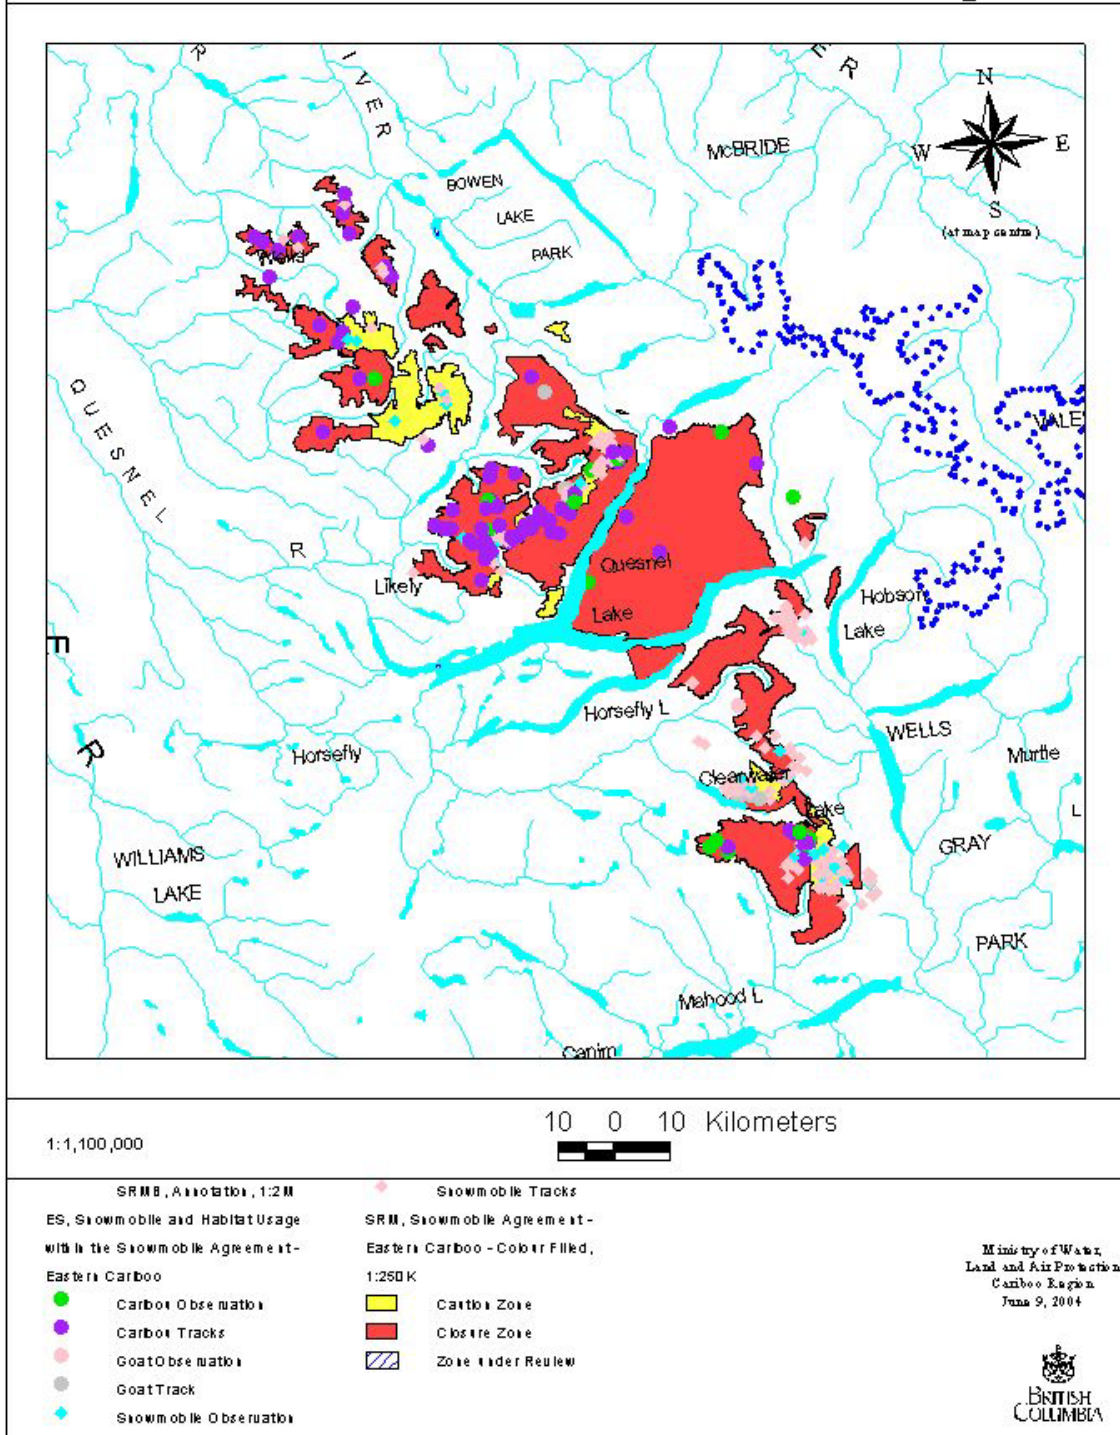 R
IVER
ER
N
W
E
S
(at map centre)
McBRIDE
BOWEN
LAKE
PARK
Wells
QUESNEL
R
Likely
Quesnel
Lake
Hobson
Lake
VALE
E
R
Horsefly L
Horsefly
WELLS
Murtle
L
Clearwater
Lake
GRAY
PARK
WILLIAMS
LAKE
Mahood L
Canim
10 0 10 Kilometers
1:1,100,000
SRMB, Annotation, 1:2M
ES, Snowmobile and Habitat Usage
within the Snowmobile Agreement -
Eastern Cariboo
Caribou Observation
Caribou Tracks
Goat Observation
Goat Track
Snowmobile Observation
Snowmobile Tracks
SRM, Snowmobile Agreement -
Eastern Cariboo - Colour Filled,
1:250K
Caution Zone
Closure Zone
Zone under Review
Ministry of Water,
Land and Air Protection
Cariboo Region
June 9, 2004
BRITISH
COLUMBIA